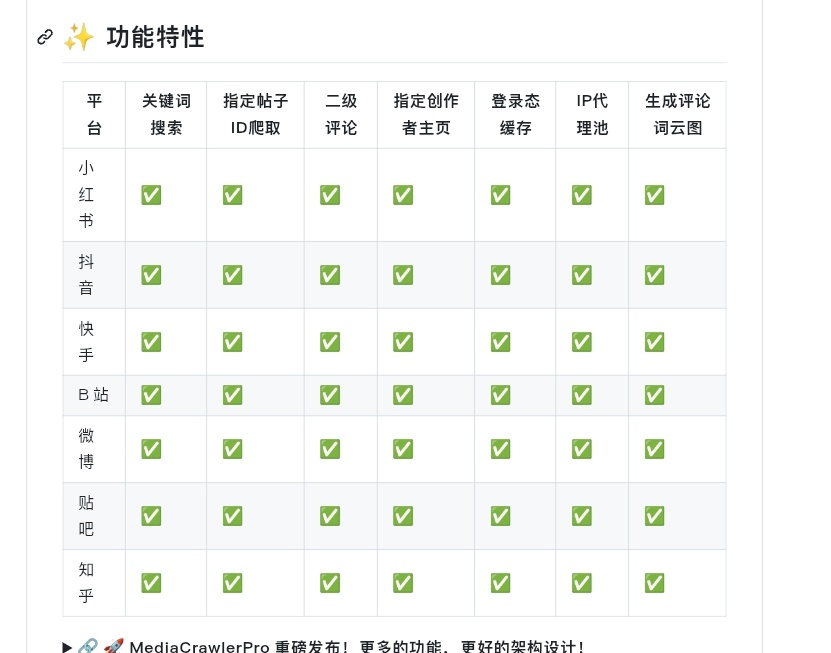 ✨ 功能特性
平台 关键词搜索 指定帖子ID爬取 二级评论 指定创作者主页 登录态缓存 IP代理池 生成评论词云图
小红书 ✅ ✅ ✅ ✅ ✅ ✅ ✅
抖音 ✅ ✅ ✅ ✅ ✅ ✅ ✅
快手 ✅ ✅ ✅ ✅ ✅ ✅ ✅
B 站 ✅ ✅ ✅ ✅ ✅ ✅ ✅
微博 ✅ ✅ ✅ ✅ ✅ ✅ ✅
贴吧 ✅ ✅ ✅ ✅ ✅ ✅ ✅
知乎 ✅ ✅ ✅ ✅ ✅ ✅ ✅
▶ 🔗 🚀 MediaCrawlerPro 重磅发布！更多的功能，更好的架构设计！